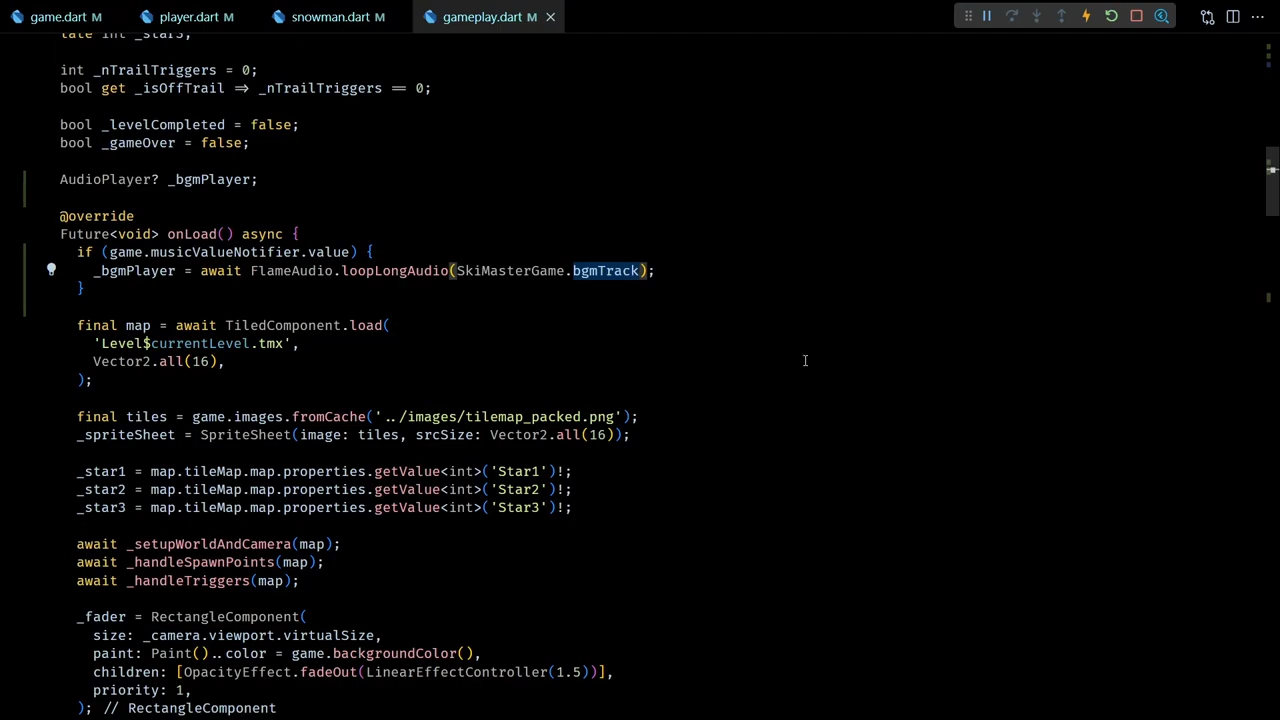 game.dart M player.dart M snowman.dart M gameplay.dart M
late int _star3;
int _nTrailTriggers = 0;
bool get _isOffTrail => _nTrailTriggers == 0;
bool _levelCompleted = false;
bool _gameOver = false;
AudioPlayer? _bgmPlayer;
@override
Future<void> onLoad() async {
if (game.musicValueNotifier.value) {
_bgmPlayer = await FlameAudio.loopLongAudio(SkiMasterGame.bgmTrack);
}
final map = await TiledComponent.load(
'Level$currentLevel.tmx',
Vector2.all(16),
);
final tiles = game.images.fromCache('../images/tilemap_packed.png');
_spriteSheet = SpriteSheet(image: tiles, srcSize: Vector2.all(16));
_star1 = map.tileMap.map.properties.getValue<int>('Star1')!;
_star2 = map.tileMap.map.properties.getValue<int>('Star2')!;
_star3 = map.tileMap.map.properties.getValue<int>('Star3')!;
await _setupWorldAndCamera(map);
await _handleSpawnPoints(map);
await _handleTriggers(map);
_fader = RectangleComponent(
size: _camera.viewport.virtualSize,
paint: Paint()..color = game.backgroundColor(),
children: [OpacityEffect.fadeOut(LinearEffectController(1.5))],
priority: 1,
); // RectangleComponent